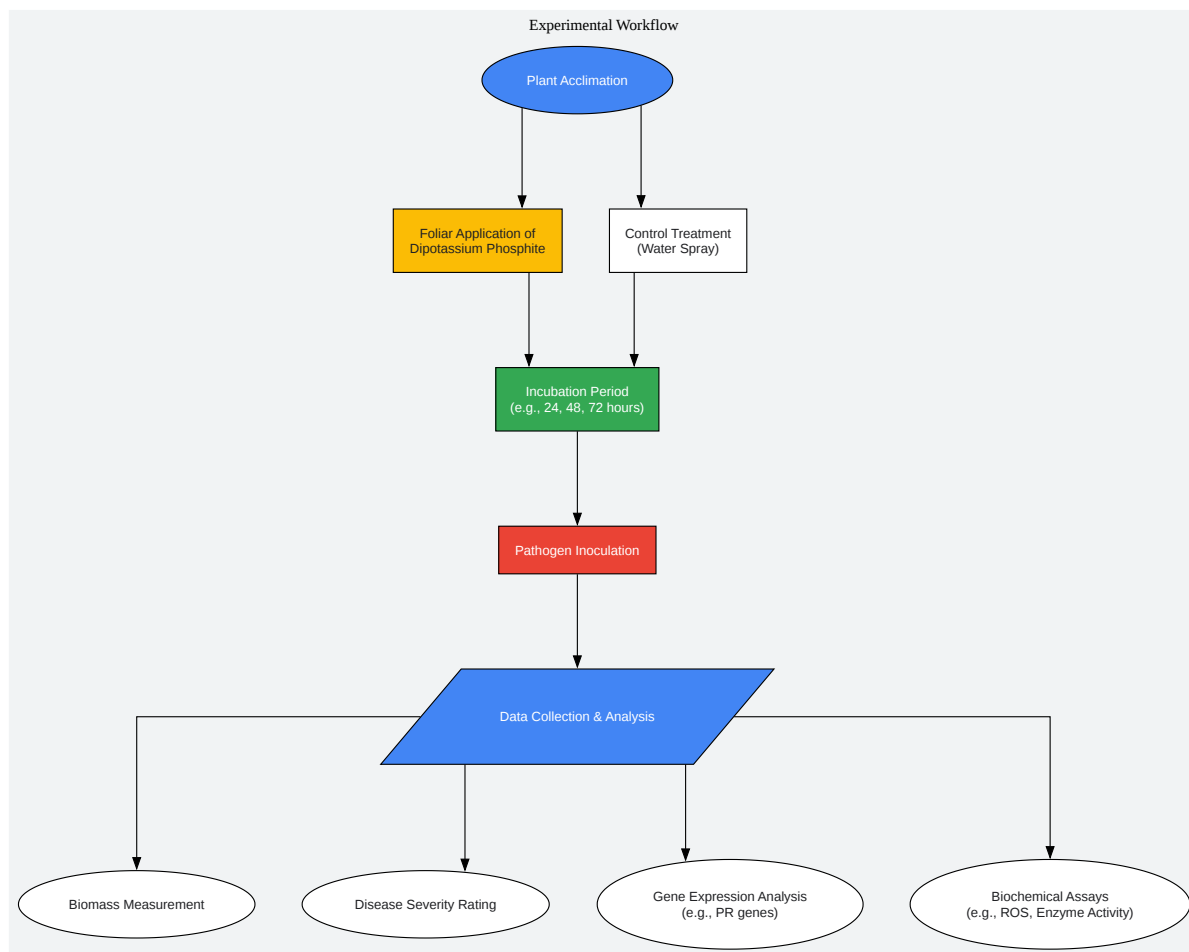 Experimental Workflow
Plant Acclimation
Foliar Application of
Dipotassium Phosphite
Control Treatment
(Water Spray)
Incubation Period
(e.g., 24, 48, 72 hours)
Pathogen Inoculation
Data Collection & Analysis
Biomass Measurement
Disease Severity Rating
Gene Expression Analysis
(e.g., PR genes)
Biochemical Assays
(e.g., ROS, Enzyme Activity)